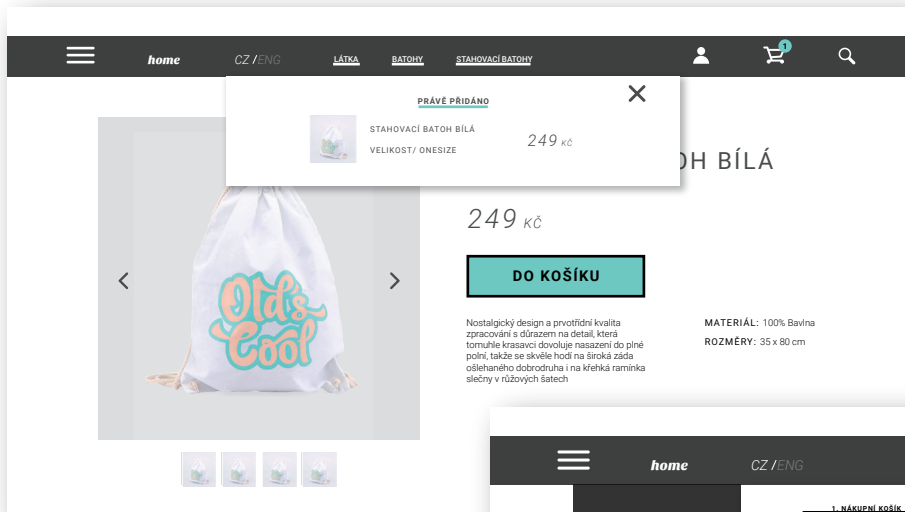 home
CZ /ENG
LÁTKA
BATOHY
STAHOVACÍ BATOHY
1
PRÁVĚ PŘIDÁNO
STAHOVACÍ BATOH BÍLÁ
VELIKOST/ ONESIZE
249 KČ
OH BÍLÁ
249 KČ
DO KOŠÍKU
Old's
Cool
Nostalgický design a prvotřídní kvalita
zpracování s důrazem na detail, která
tomuhle krasavci dovoluje nasazení do plné
polní, takže se skvěle hodí na široká záda
ošlehaného dobrodruha i na křehká ramínka
slečny v růžových šatech
MATERIÁL: 100% Bavlna
ROZMĚRY: 35 x 80 cm
home
CZ /ENG
1. NÁKUPNÍ KOŠÍK